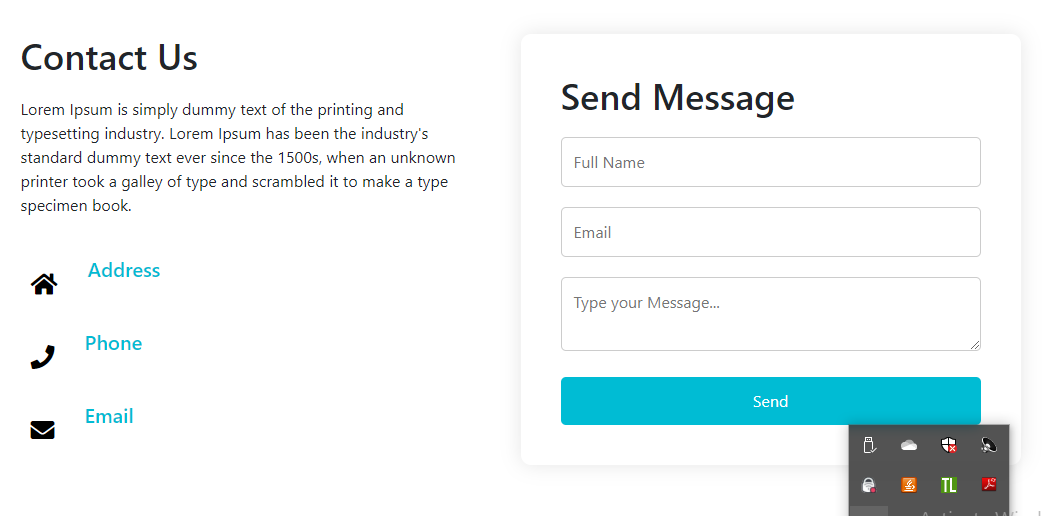 Contact Us
Lorem Ipsum is simply dummy text of the printing and
typesetting industry. Lorem Ipsum has been the industry's
standard dummy text ever since the 1500s, when an unknown
printer took a galley of type and scrambled it to make a type
specimen book.
Address
Phone
Email
Send Message
Full Name
Email
Type your Message...
Send
TL